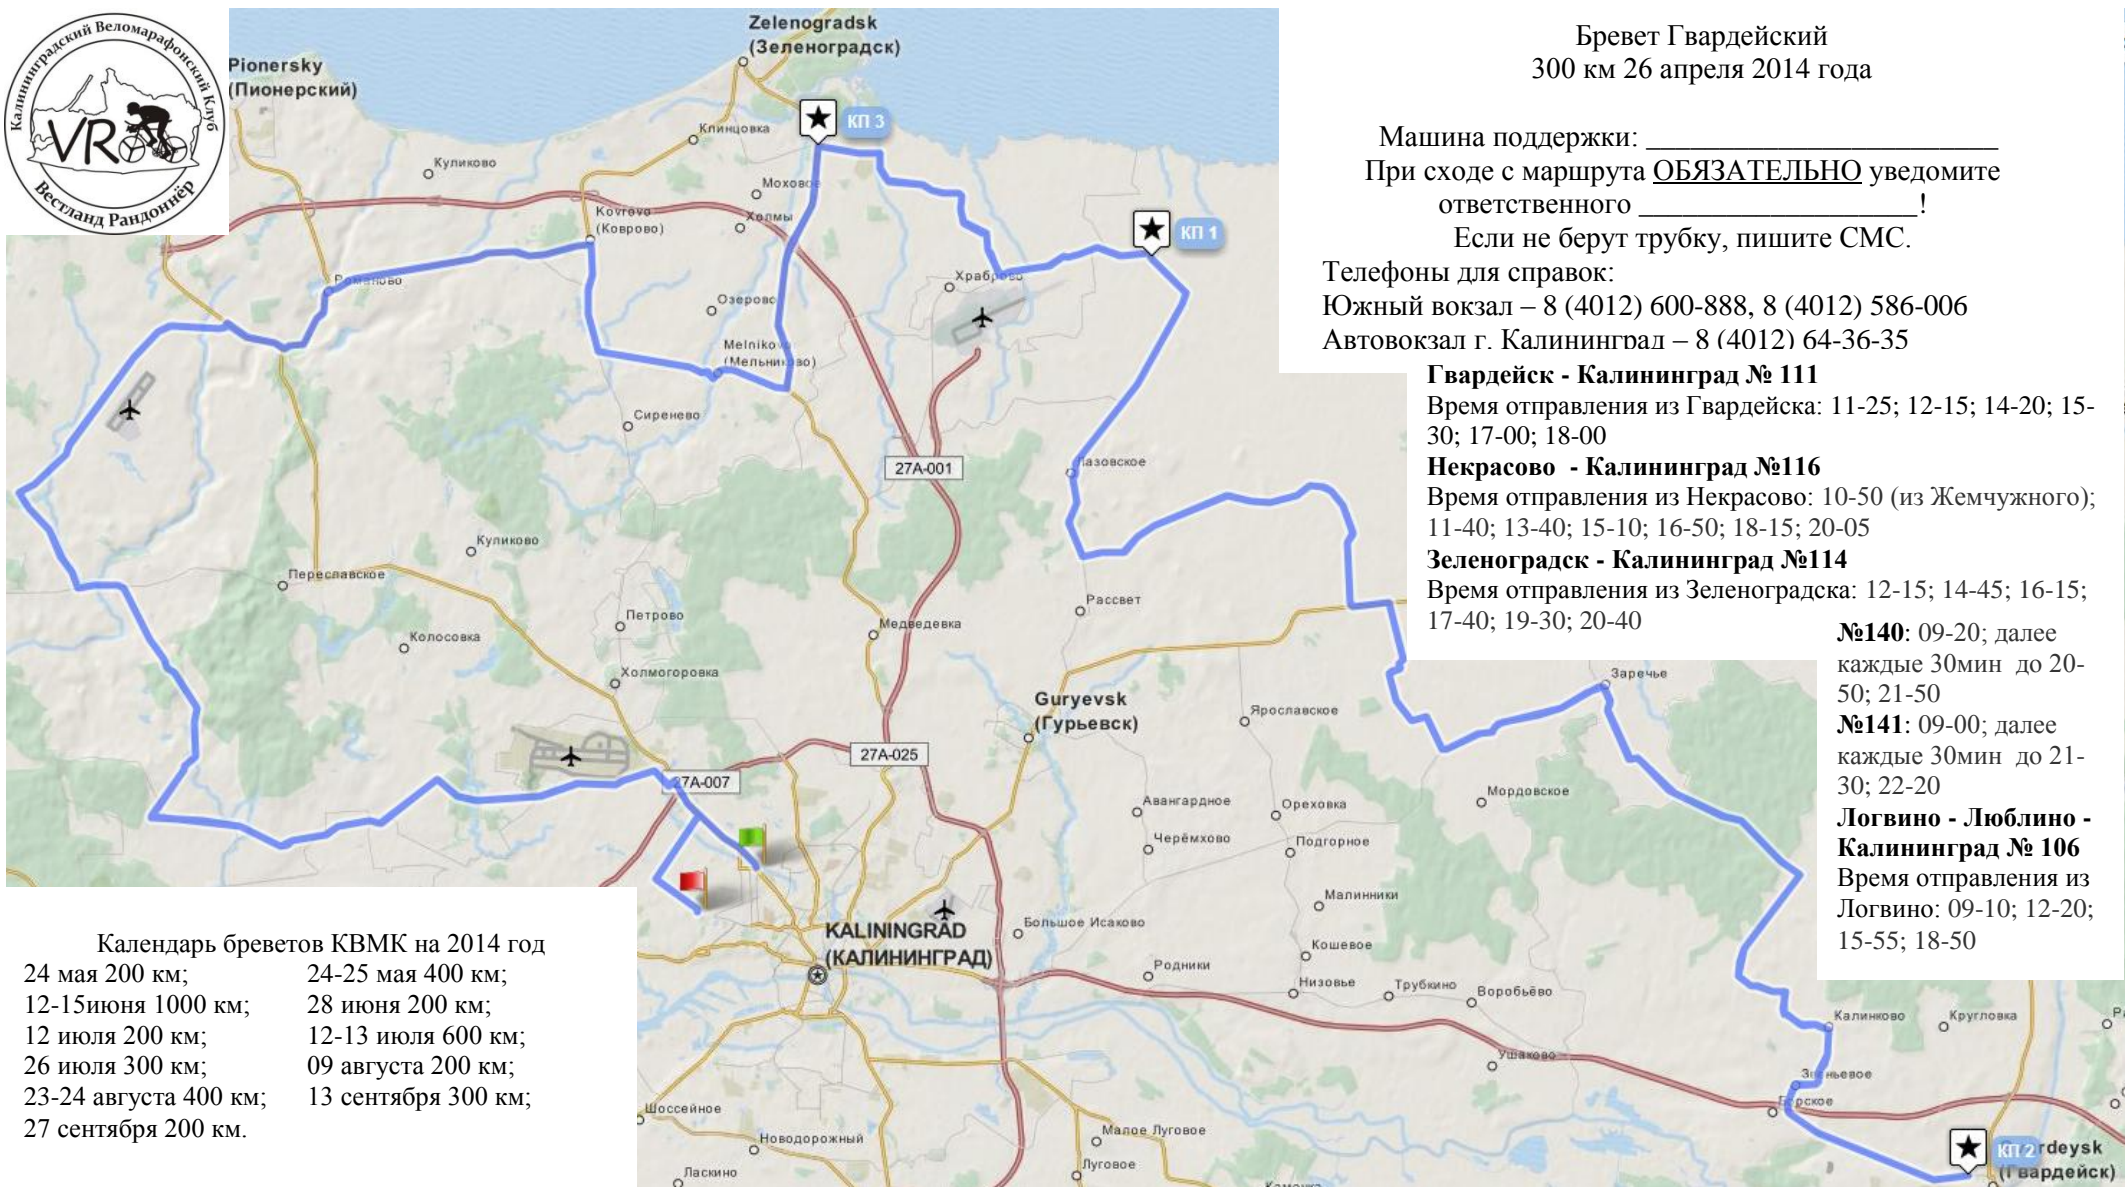 Калининградский Веломарафонский Клуб
VR
Вестланд Рандоннёр
Zelenogradsk
(Зеленоградск)
Pionersky
(Пионерский)
КП 3
Клинцовка
Куликово
Моховое
Kovrovo
(Коврово)
Холмы
КП 1
Романово
Храброво
Озерово
Melnikovo
(Мельниково)
Сиренево
27A-001
Лазовское
Куликово
Переславское
Рассвет
Петрово
Медведевка
Колосовка
Холмогоровка
Заречье
Guryevsk
(Гурьевск)
Ярославское
27A-025
27A-007
Авангардное
Ореховка
Мордовское
Черёмхово
Подгорное
Малинники
KALININGRAD
(КАЛИНИНГРАД)
Большое Исаково
Кошевое
Родники
Низовье
Трубкино
Воробьёво
Калинково
Кругловка
Ушаково
Зоньевое
Борское
Шоссейное
Новодорожный
Малое Луговое
Луговое
Ласкино
КП 2
rdeysk
(Гвардейск)
Бревет Гвардейский
300 км 26 апреля 2014 года
Машина поддержки: __________________________
При сходе с маршрута ОБЯЗАТЕЛЬНО уведомите
ответственного _____________________!
Если не берут трубку, пишите СМС.
Телефоны для справок:
Южный вокзал – 8 (4012) 600-888, 8 (4012) 586-006
Автовокзал г. Калининград – 8 (4012) 64-36-35
Гвардейск - Калининград № 111
Время отправления из Гвардейска: 11-25; 12-15; 14-20; 15-
30; 17-00; 18-00
Некрасово - Калининград №116
Время отправления из Некрасово: 10-50 (из Жемчужного);
11-40; 13-40; 15-10; 16-50; 18-15; 20-05
Зеленоградск - Калининград №114
Время отправления из Зеленоградска: 12-15; 14-45; 16-15;
17-40; 19-30; 20-40
№140: 09-20; далее
каждые 30мин до 20-
50; 21-50
№141: 09-00; далее
каждые 30мин до 21-
30; 22-20
Логвино - Люблино -
Калининград № 106
Время отправления из
Логвино: 09-10; 12-20;
15-55; 18-50
Календарь бреветов КВМК на 2014 год
24 мая 200 км; 24-25 мая 400 км;
12-15июня 1000 км; 28 июня 200 км;
12 июля 200 км; 12-13 июля 600 км;
26 июля 300 км; 09 августа 200 км;
23-24 августа 400 км; 13 сентября 300 км;
27 сентября 200 км.